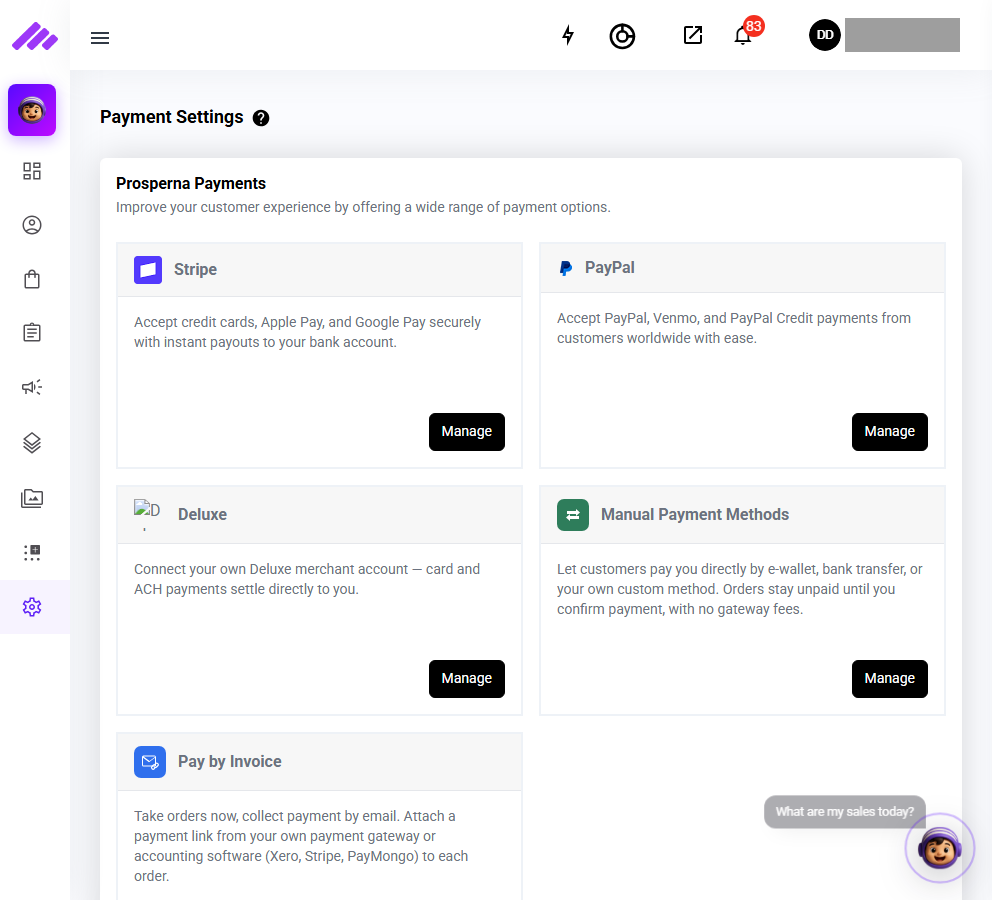 83
DD
Payment Settings
Prosperna Payments
Improve your customer experience by offering a wide range of payment options.
Stripe
Accept credit cards, Apple Pay, and Google Pay securely
with instant payouts to your bank account.
Manage
PayPal
Accept PayPal, Venmo, and PayPal Credit payments from
customers worldwide with ease.
Manage
D
Deluxe
Connect your own Deluxe merchant account — card and
ACH payments settle directly to you.
Manage
Manual Payment Methods
Let customers pay you directly by e-wallet, bank transfer, or
your own custom method. Orders stay unpaid until you
confirm payment, with no gateway fees.
Manage
Pay by Invoice
Take orders now, collect payment by email. Attach a
payment link from your own payment gateway or
accounting software (Xero, Stripe, PayMongo) to each
order.
What are my sales today?